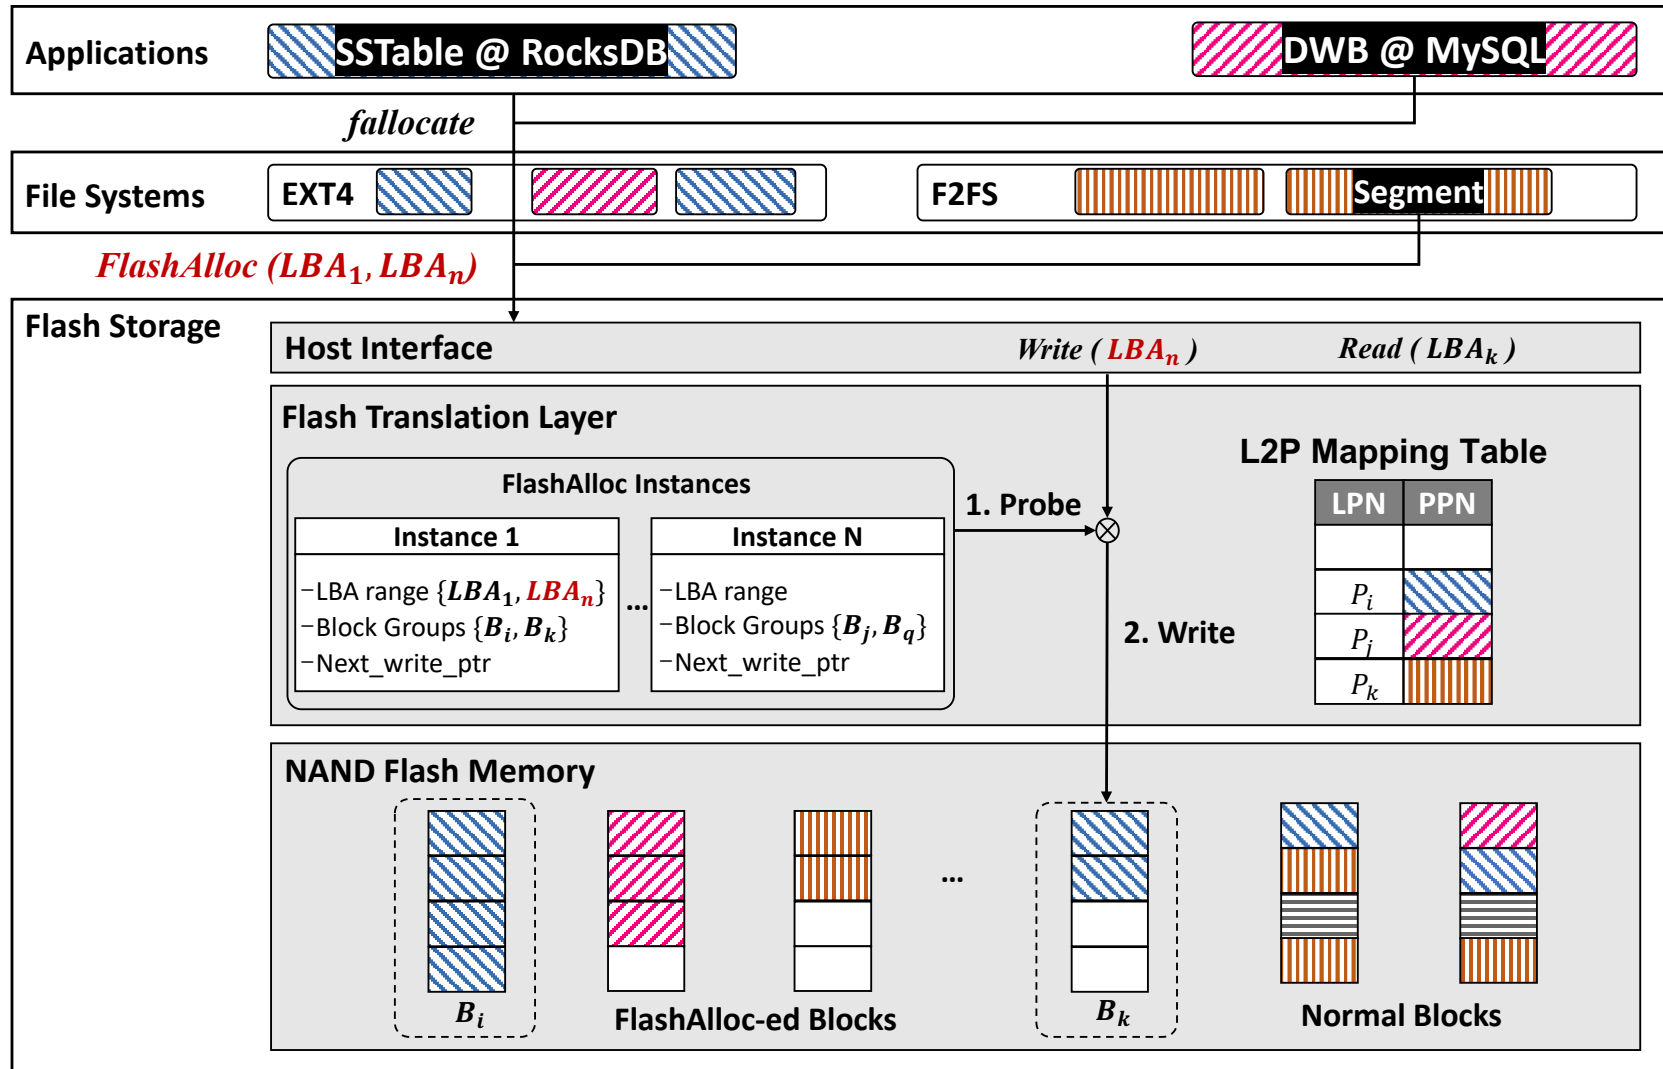 Applications
SSTable @ RocksDB
DWB @ MySQL
fallocate
File Systems
EXT4
F2FS
Segment
FlashAlloc (LBA₁, LBAₙ)
Flash Storage
Host Interface
Write ( LBAₙ )
Read ( LBAₖ )
Flash Translation Layer
L2P Mapping Table
FlashAlloc Instances
LPN PPN
1. Probe
Instance 1
Instance N
−LBA range {LBA₁, LBAₙ}
−Block Groups {Bᵢ, Bₖ}
−Next_write_ptr
...
−LBA range
−Block Groups {Bⱼ, B_q}
−Next_write_ptr
2. Write
Pᵢ
Pⱼ
Pₖ
NAND Flash Memory
...
Bᵢ
FlashAlloc-ed Blocks
Bₖ
Normal Blocks